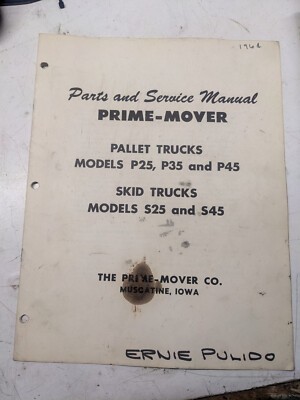 1961
Parts and Service Manual
PRIME-MOVER
PALLET TRUCKS
MODELS P25, P35 and P45
SKID TRUCKS
MODELS S25 and S45
THE PRIME-MOVER CO.
MUSCATINE, IOWA
ERNIE PULIDO